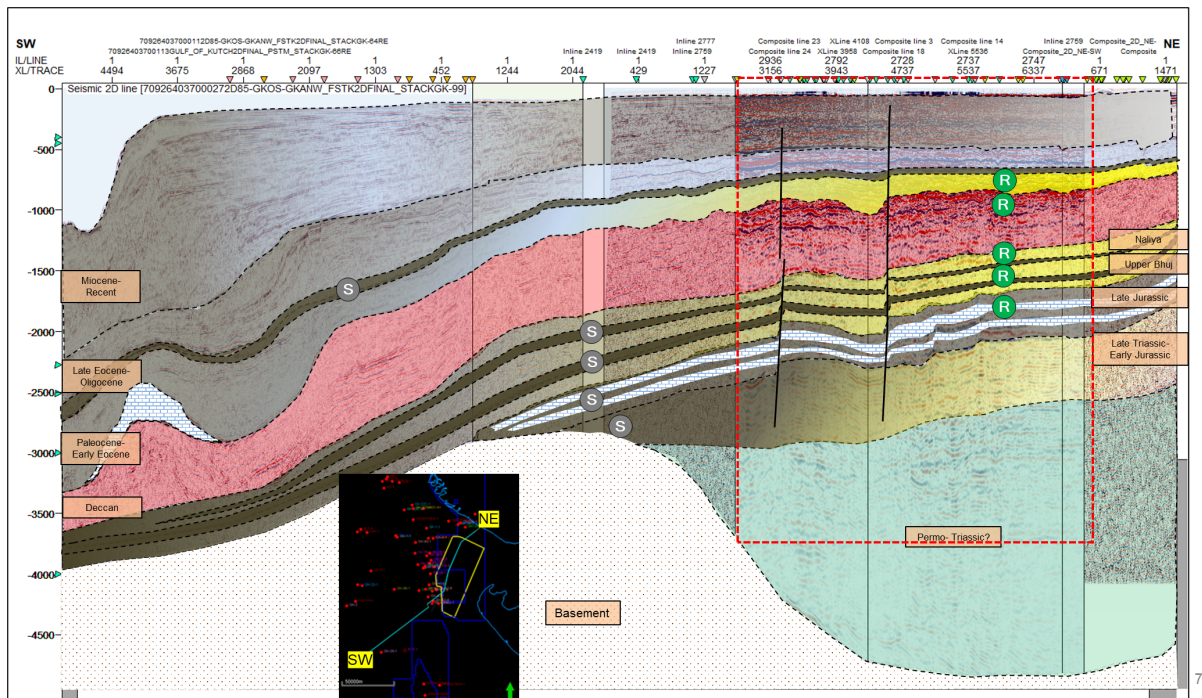 SW
NE
70926403700112D85-GKOS-GKANW_FSTK2DFINAL_STACKGK-64RE
Inline 2777
Composite line 23
XLine 4108
Composite line 3
Composite line 14
Inline 2759
Composite_2D_NE-
70926403700113GULF_OF_KUTCH2DFINAL_PSTM_STACKGK-66RE
Inline 2419
Inline 2419
Inline 2759
Composite line 24
XLine 3958
Composite line 18
XLine 5536
Composite_2D_NE-SW
Composite
IL/LINE 1 1 1 1 1 1 1 1 1 2936 2792 2728 2737 2747 1 1
XL/TRACE 4494 3675 2868 2097 1303 452 1244 2044 429 1227 3156 3943 4737 5537 6337 671 1471
0
Seismic 2D line [709264037000272D85-GKOS-GKANW_FSTK2DFINAL_STACKGK-99]
-500
-1000
-1500
-2000
-2500
-3000
-3500
-4000
-4500
R
R
R
R
R
S
S
S
S
S
Naliya
Upper Bhuj
Late Jurassic
Late Triassic-
Early Jurassic
Miocene-
Recent
Late Eocene-
Oligocene
Paleocene-
Early Eocene
Deccan
Permo- Triassic?
Basement
NE
SW
50000m